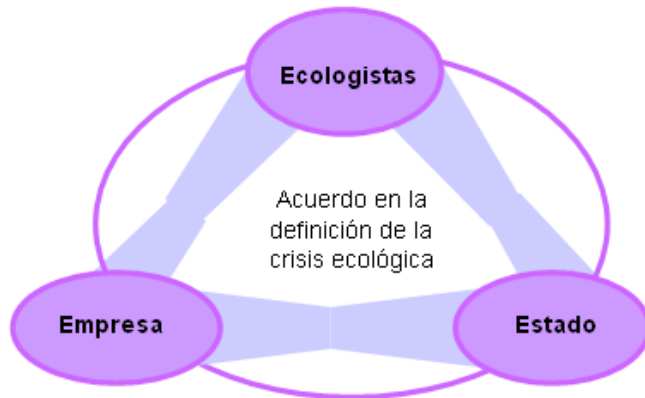 Ecologistas
Acuerdo en la
definición de la
crisis ecológica
Empresa
Estado